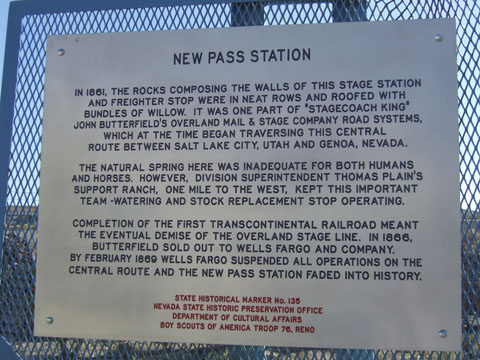 NEW PASS STATION
IN 1861, THE ROCKS COMPOSING THE WALLS OF THIS STAGE STATION
AND FREIGHTER STOP WERE IN NEAT ROWS AND ROOFED WITH
BUNDLES OF WILLOW. IT WAS ONE PART OF "STAGECOACH KING"
JOHN BUTTERFIELD'S OVERLAND MAIL & STAGE COMPANY ROAD SYSTEMS,
WHICH AT THE TIME BEGAN TRAVERSING THIS CENTRAL
ROUTE BETWEEN SALT LAKE CITY, UTAH AND GENOA, NEVADA.
THE NATURAL SPRING HERE WAS INADEQUATE FOR BOTH HUMANS
AND HORSES. HOWEVER, DIVISION SUPERINTENDENT THOMAS PLAIN'S
SUPPORT RANCH, ONE MILE TO THE WEST, KEPT THIS IMPORTANT
TEAM -WATERING AND STOCK REPLACEMENT STOP OPERATING.
COMPLETION OF THE FIRST TRANSCONTINENTAL RAILROAD MEANT
THE EVENTUAL DEMISE OF THE OVERLAND STAGE LINE. IN 1866,
BUTTERFIELD SOLD OUT TO WELLS FARGO AND COMPANY.
BY FEBRUARY 1869 WELLS FARGO SUSPENDED ALL OPERATIONS ON THE
CENTRAL ROUTE AND THE NEW PASS STATION FADED INTO HISTORY.
STATE HISTORICAL MARKER No. 135
NEVADA STATE HISTORIC PRESERVATION OFFICE
DEPARTMENT OF CULTURAL AFFAIRS
BOY SCOUTS OF AMERICA TROOP 76, RENO